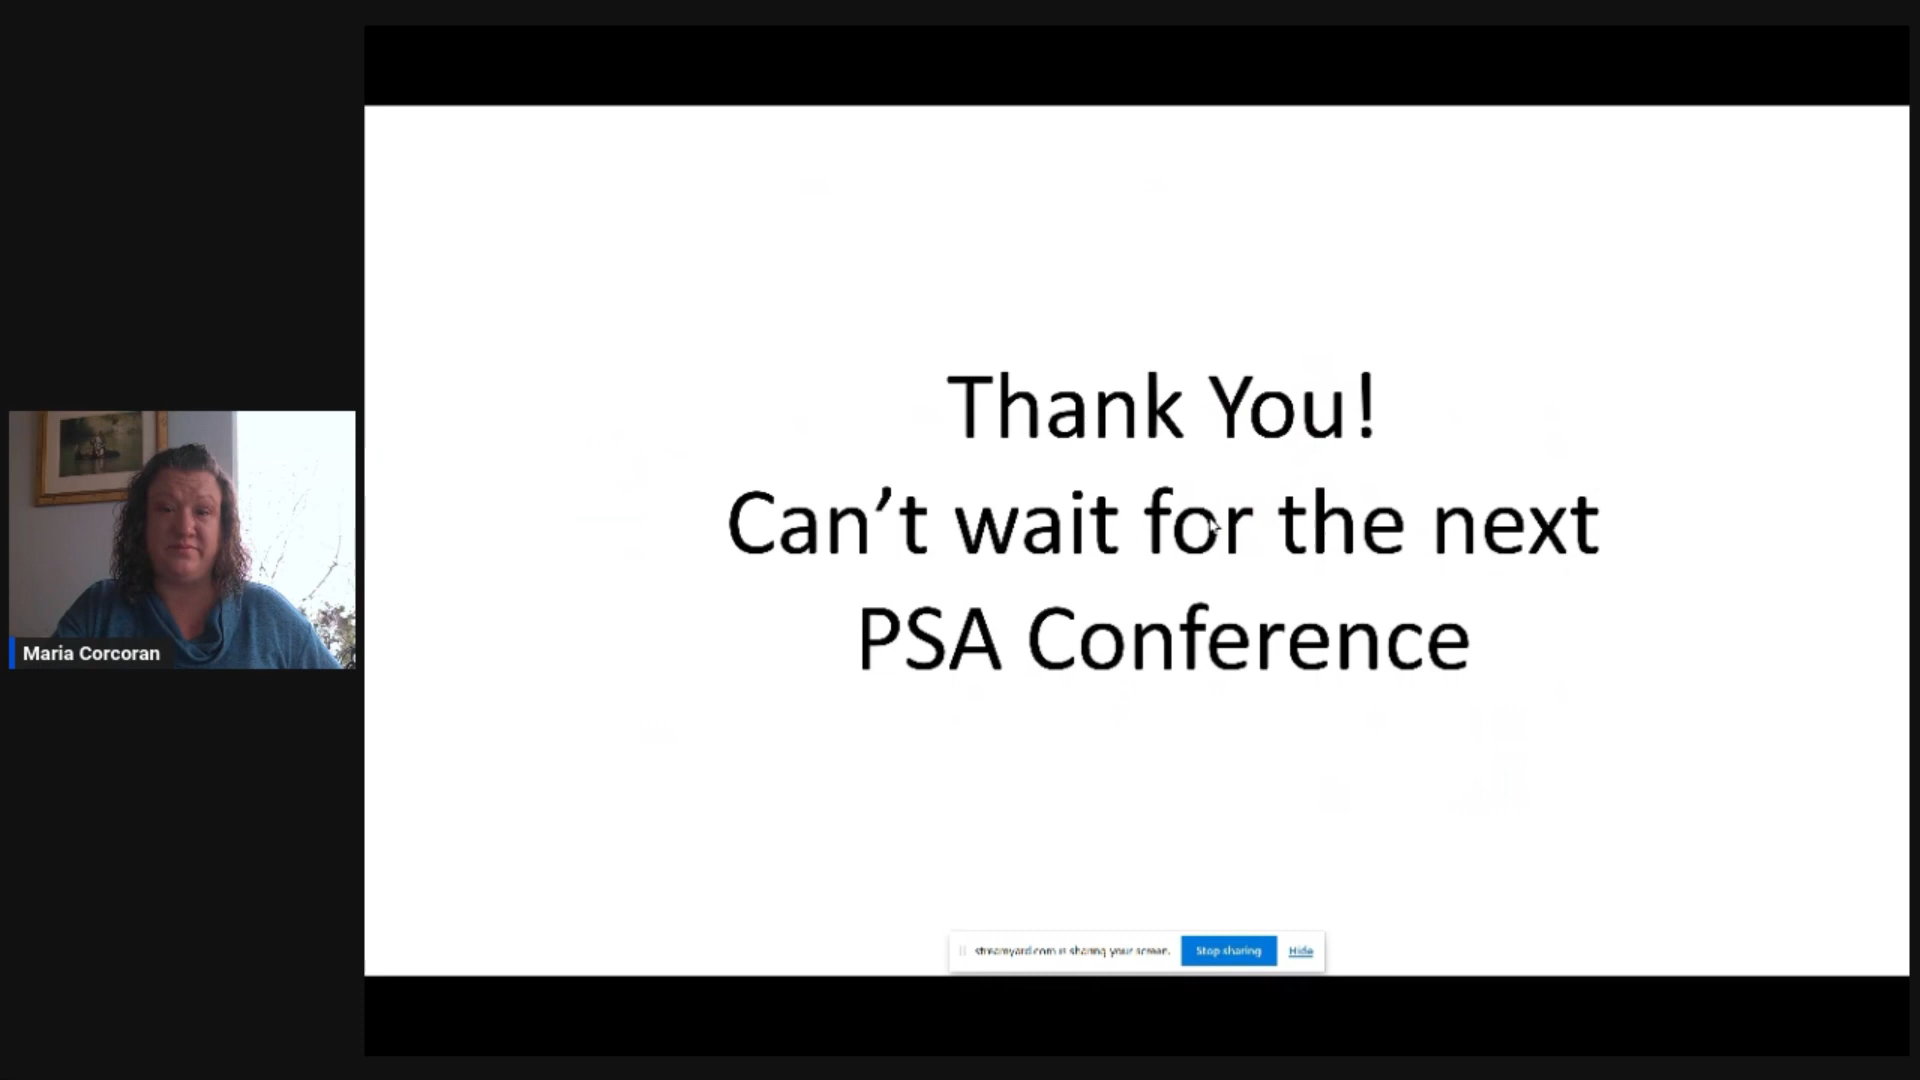 Thank You!
Can’t wait for the next
PSA Conference
Maria Corcoran
streamyard.com is sharing your screen.
Stop sharing
Hide